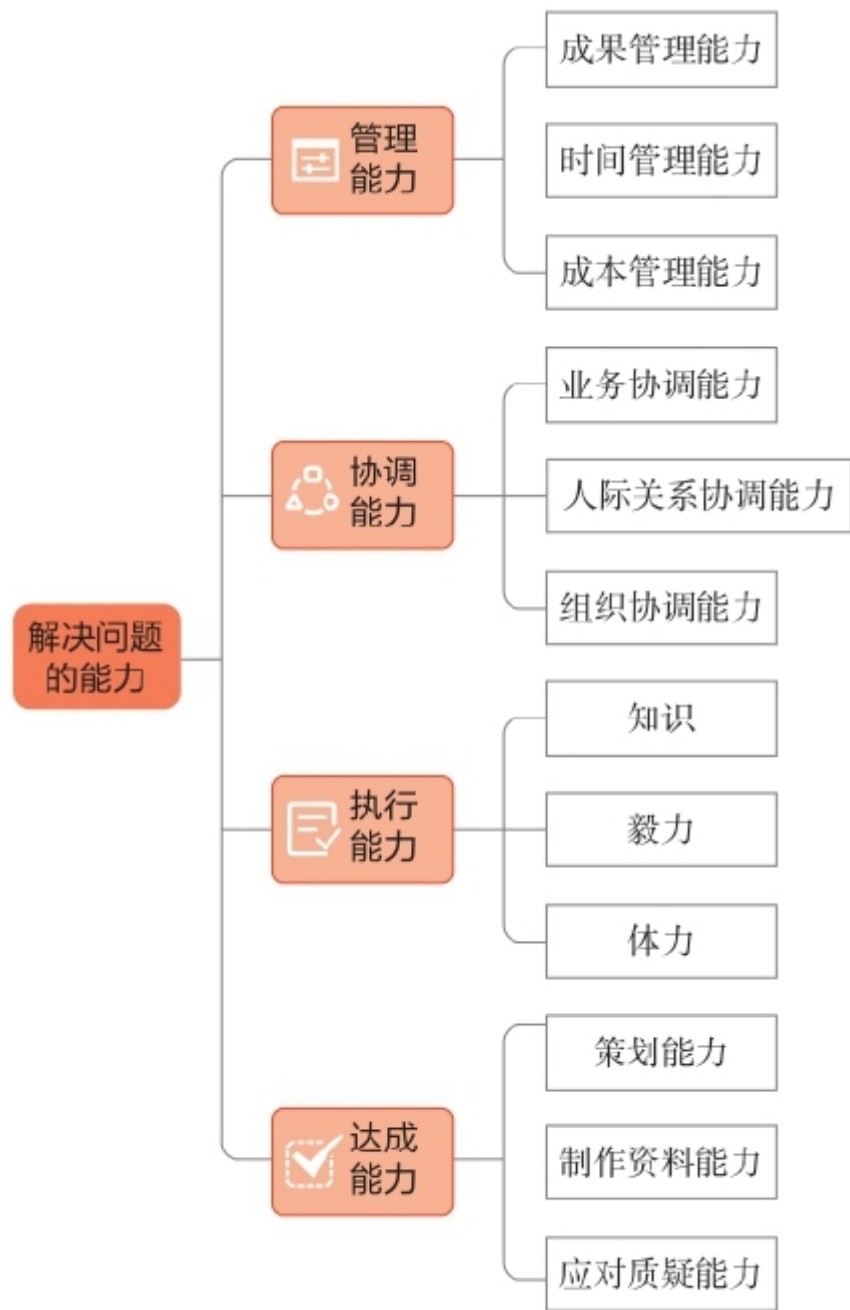 解决问题
的能力
管理
能力
成果管理能力
时间管理能力
成本管理能力
协调
能力
业务协调能力
人际关系协调能力
组织协调能力
执行
能力
知识
毅力
体力
达成
能力
策划能力
制作资料能力
应对质疑能力